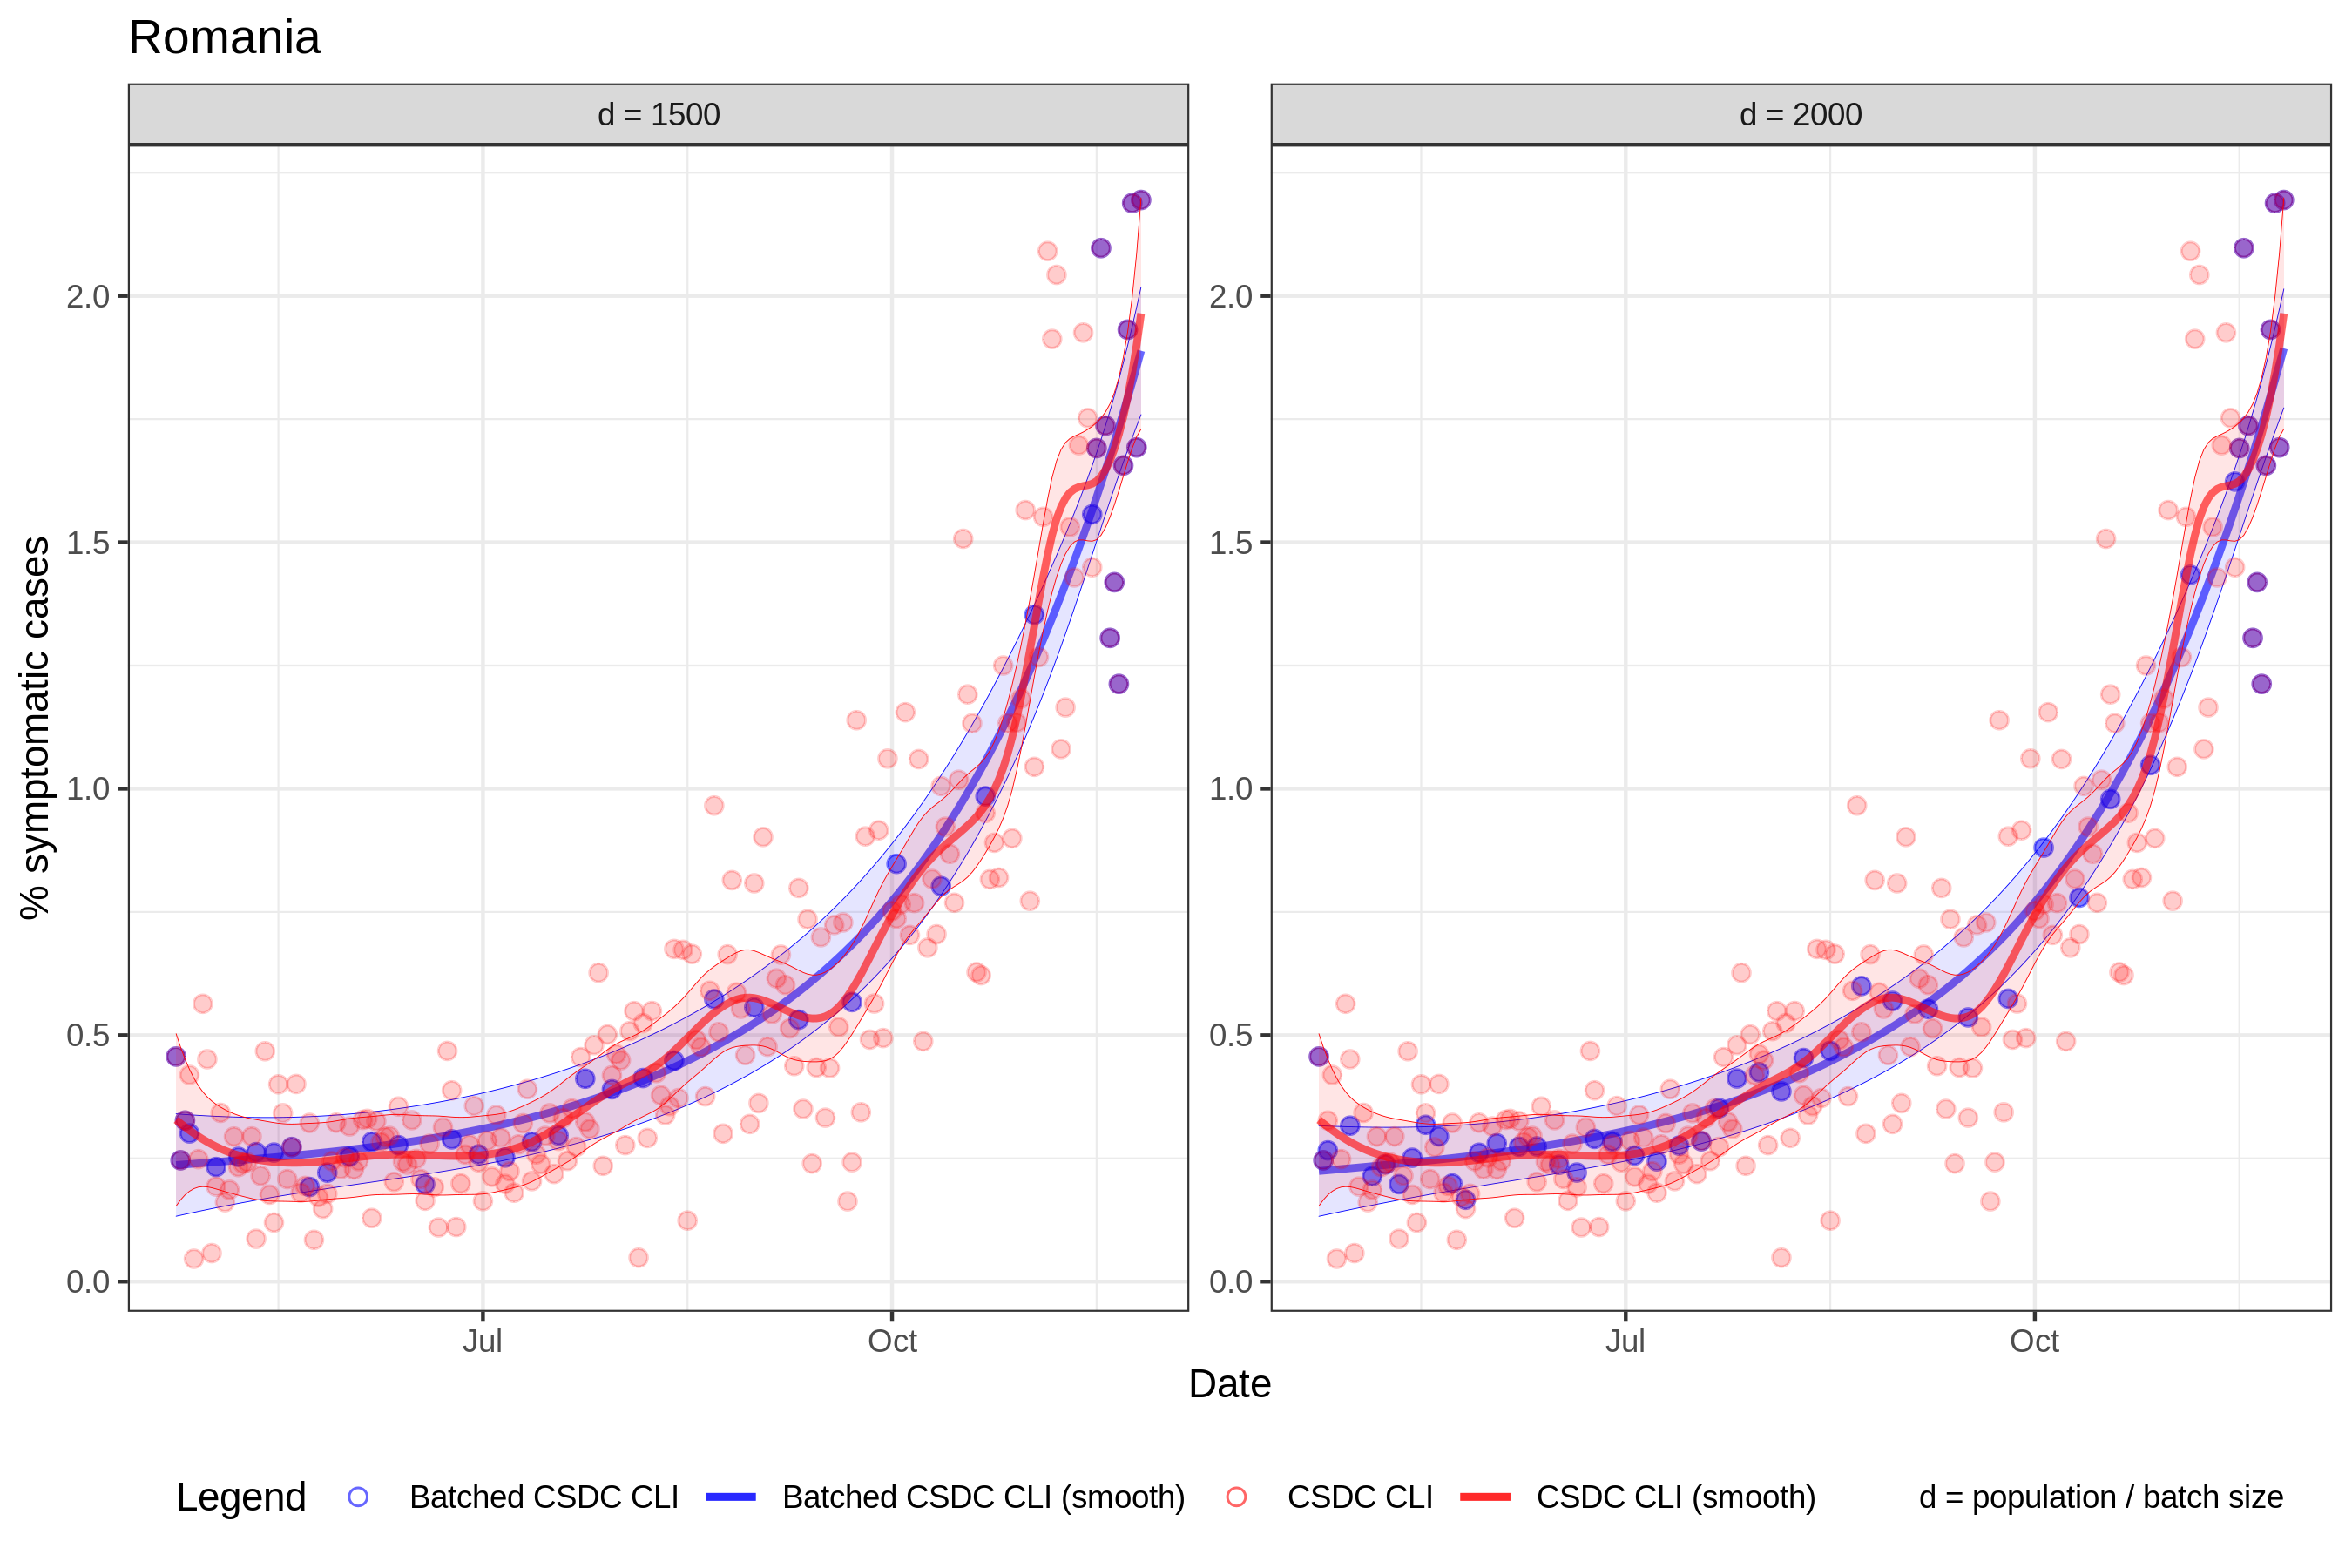 Romania
d = 1500
d = 2000
% symptomatic cases
2.0
1.5
1.0
0.5
0.0
2.0
1.5
1.0
0.5
0.0
Jul
Oct
Jul
Oct
Date
Legend
Batched CSDC CLI
Batched CSDC CLI (smooth)
CSDC CLI
CSDC CLI (smooth)
d = population / batch size